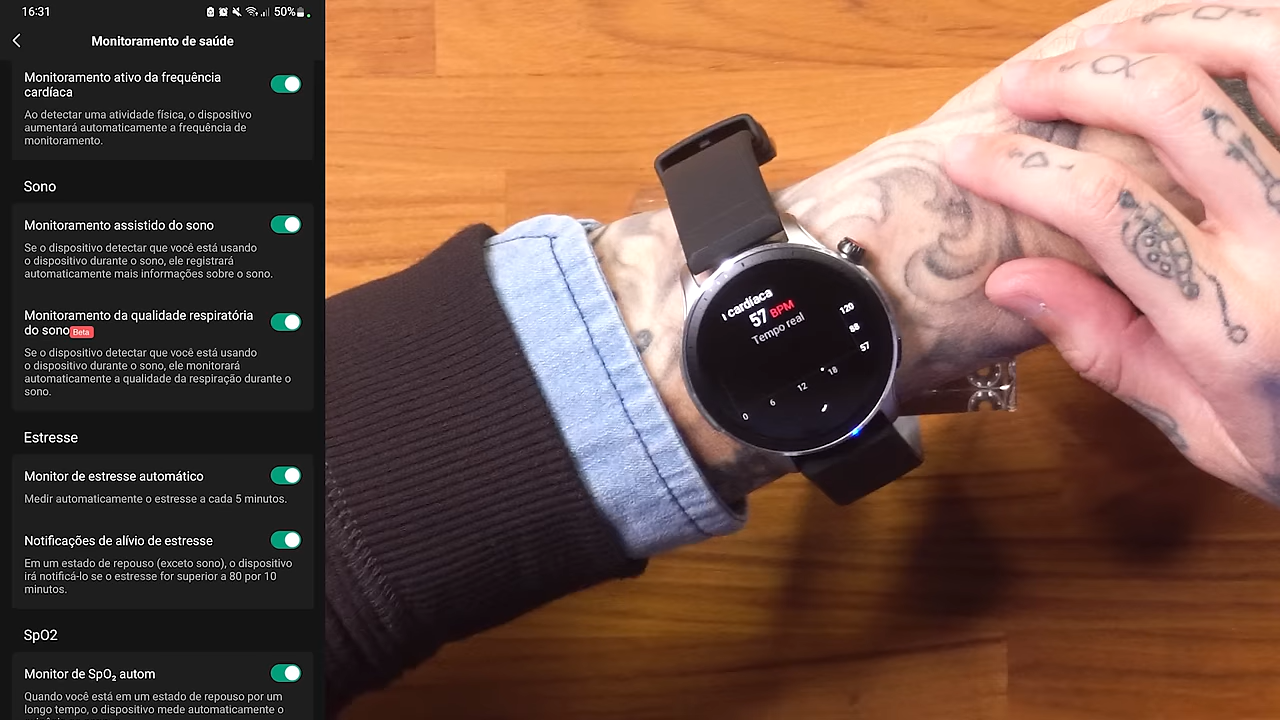 16:31
50%
Monitoramento de saúde
Monitoramento ativo da frequência
cardíaca
Ao detectar uma atividade física, o dispositivo
aumentará automaticamente a frequência de
monitoramento.
Sono
Monitoramento assistido do sono
Se o dispositivo detectar que você está usando
o dispositivo durante o sono, ele registrará
automaticamente mais informações sobre o sono.
Monitoramento da qualidade respiratória
do sono Beta
Se o dispositivo detectar que você está usando
o dispositivo durante o sono, ele monitorará
automaticamente a qualidade da respiração durante o
sono.
Estresse
Monitor de estresse automático
Medir automaticamente o estresse a cada 5 minutos.
Notificações de alívio de estresse
Em um estado de repouso (exceto sono), o dispositivo
irá notificá-lo se o estresse for superior a 80 por 10
minutos.
SpO2
Monitor de SpO₂ autom
Quando você está em um estado de repouso por um
longo tempo, o dispositivo mede automaticamente o
cardíaca
57 BPM
Tempo real
120
88
57
0 6 12 18